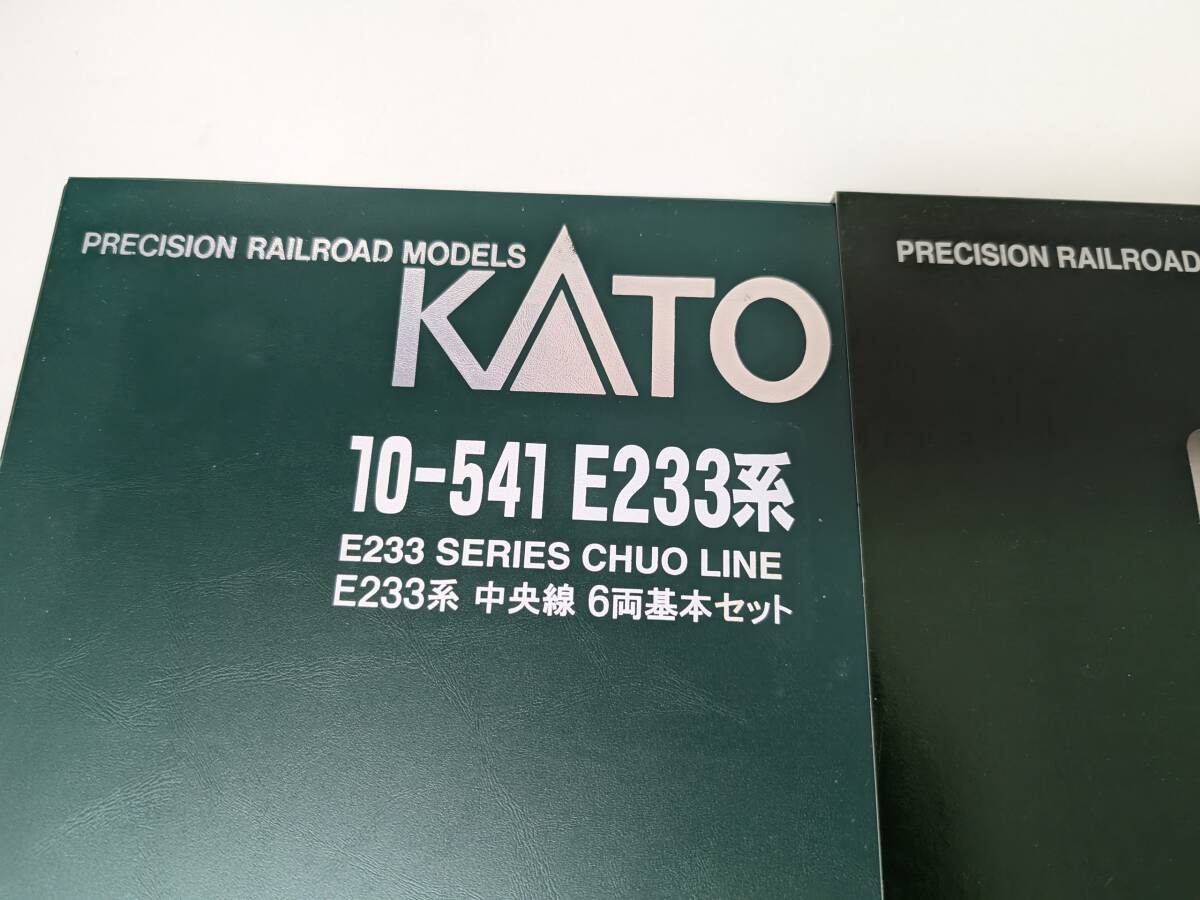 PRECISION RAILROAD MODELS
KATO
10-541 E233系
E233 SERIES CHUO LINE
E233系 中央線 6両基本セット
PRECISION RAILROAD